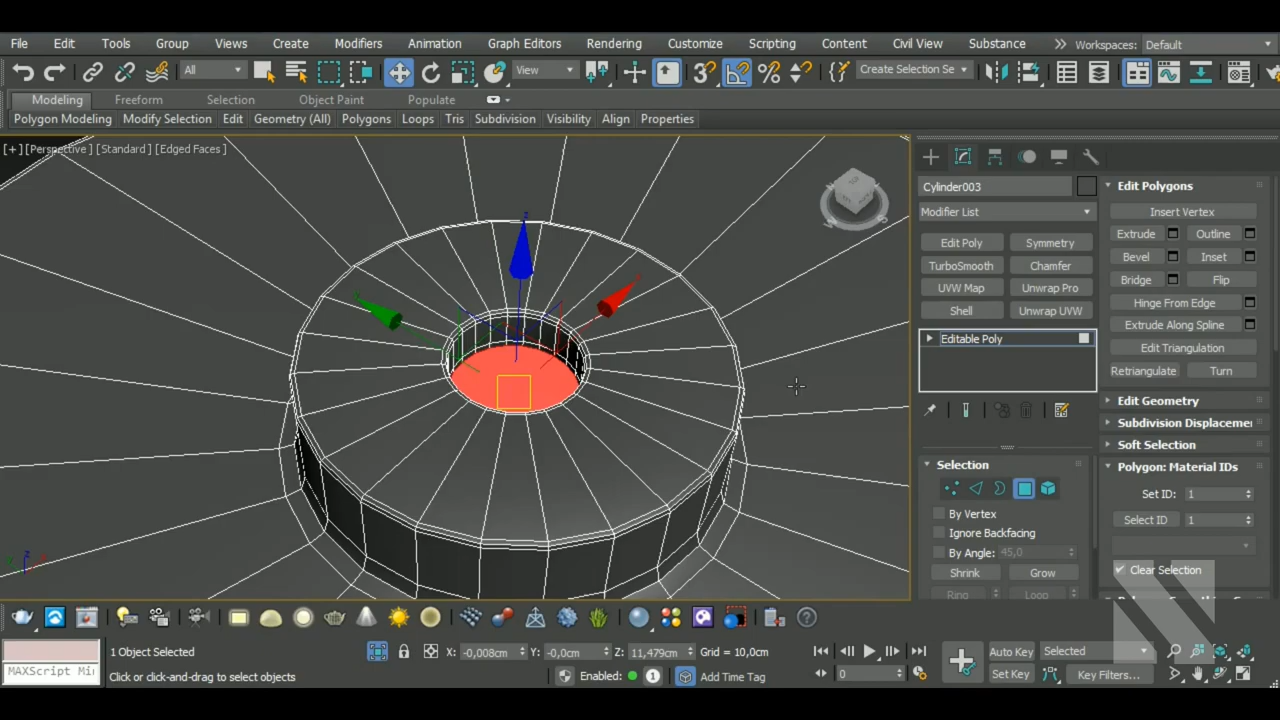 File Edit Tools Group Views Create Modifiers Animation Graph Editors Rendering Customize Scripting Content Civil View Substance Workspaces: Default
All View Create Selection Se
Modeling Freeform Selection Object Paint Populate
Polygon Modeling Modify Selection Edit Geometry (All) Polygons Loops Tris Subdivision Visibility Align Properties
[+] [Perspective] [Standard] [Edged Faces]
Cylinder003
Modifier List
Edit Poly Symmetry
TurboSmooth Chamfer
UVW Map Unwrap Pro
Shell Unwrap UVW
Editable Poly
Selection
By Vertex
Ignore Backfacing
By Angle: 45,0
Shrink Grow
Ring Loop
Edit Polygons
Insert Vertex
Extrude Outline
Bevel Inset
Bridge Flip
Hinge From Edge
Extrude Along Spline
Edit Triangulation
Retriangulate Turn
Edit Geometry
Subdivision Displacemen
Soft Selection
Polygon: Material IDs
Set ID: 1
Select ID 1
Clear Selection
1 Object Selected X: -0,008cm Y: -0,0cm Z: 11,479cm Grid = 10,0cm Auto Key Selected
MAXScript Mi Click or click-and-drag to select objects Enabled: 1 Add Time Tag 0 Set Key Key Filters...